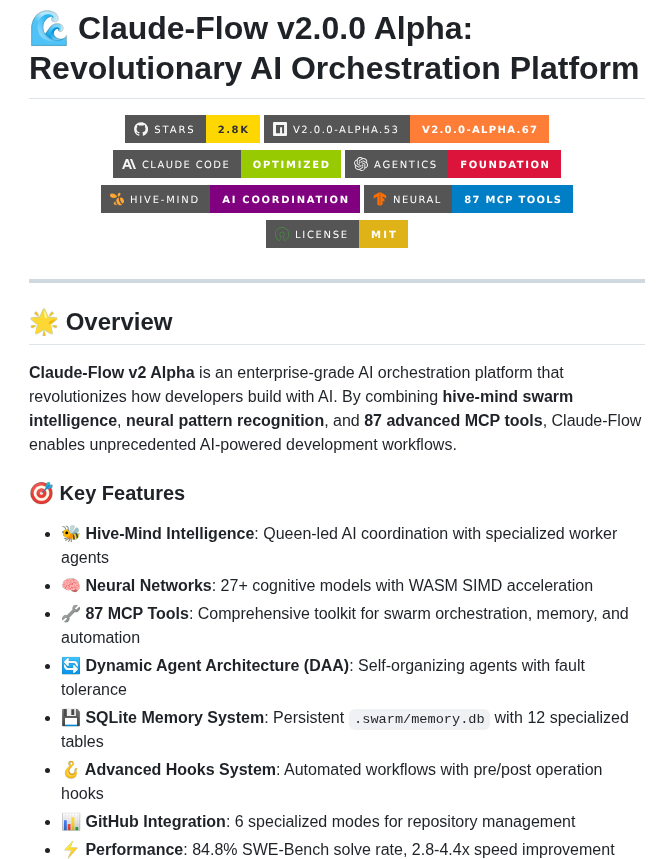 🌊 Claude-Flow v2.0.0 Alpha:
Revolutionary AI Orchestration Platform
STARS 2.8K V2.0.0-ALPHA.53 V2.0.0-ALPHA.67
CLAUDE CODE OPTIMIZED AGENTICS FOUNDATION
HIVE-MIND AI COORDINATION NEURAL 87 MCP TOOLS
LICENSE MIT
🌟 Overview
Claude-Flow v2 Alpha is an enterprise-grade AI orchestration platform that
revolutionizes how developers build with AI. By combining hive-mind swarm
intelligence, neural pattern recognition, and 87 advanced MCP tools, Claude-Flow
enables unprecedented AI-powered development workflows.
🎯 Key Features
• 🐝 Hive-Mind Intelligence: Queen-led AI coordination with specialized worker
agents
• 🧠 Neural Networks: 27+ cognitive models with WASM SIMD acceleration
• 🔧 87 MCP Tools: Comprehensive toolkit for swarm orchestration, memory, and
automation
• 🔄 Dynamic Agent Architecture (DAA): Self-organizing agents with fault
tolerance
• 💾 SQLite Memory System: Persistent .swarm/memory.db with 12 specialized
tables
• 🪝 Advanced Hooks System: Automated workflows with pre/post operation
hooks
• 📊 GitHub Integration: 6 specialized modes for repository management
• ⚡ Performance: 84.8% SWE-Bench solve rate, 2.8-4.4x speed improvement